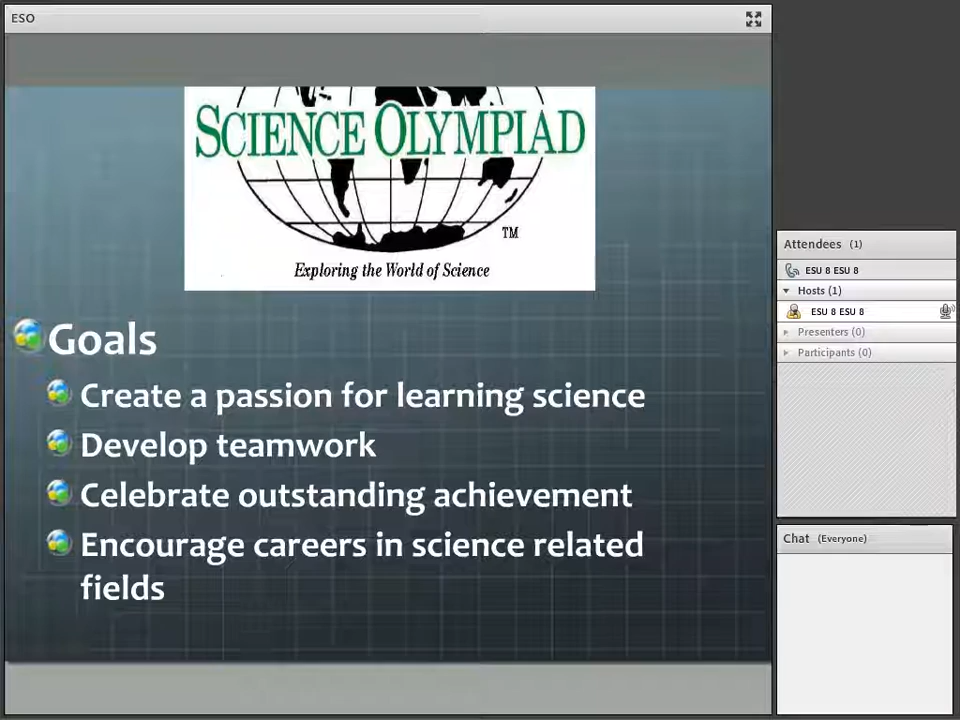 ESO
SCIENCE OLYMPIAD
TM
Exploring the World of Science
Goals
Create a passion for learning science
Develop teamwork
Celebrate outstanding achievement
Encourage careers in science related
fields
Attendees (1)
ESU 8 ESU 8
Hosts (1)
ESU 8 ESU 8
Presenters (0)
Participants (0)
Chat (Everyone)